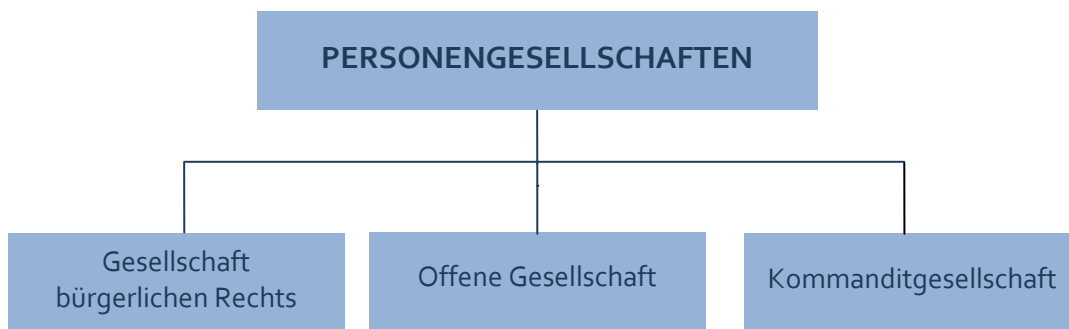 PERSONENGESELLSCHAFTEN
Gesellschaft
bürgerlichen Rechts
Offene Gesellschaft
Kommanditgesellschaft